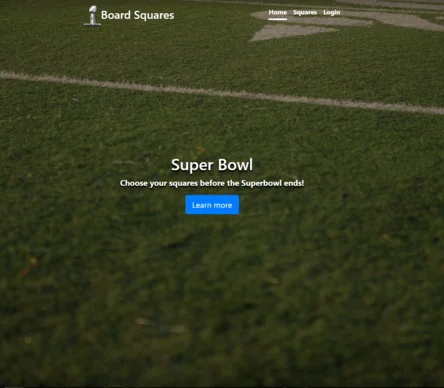 Board Squares
Home Squares Login
Super Bowl
Choose your squares before the Superbowl ends!
Learn more